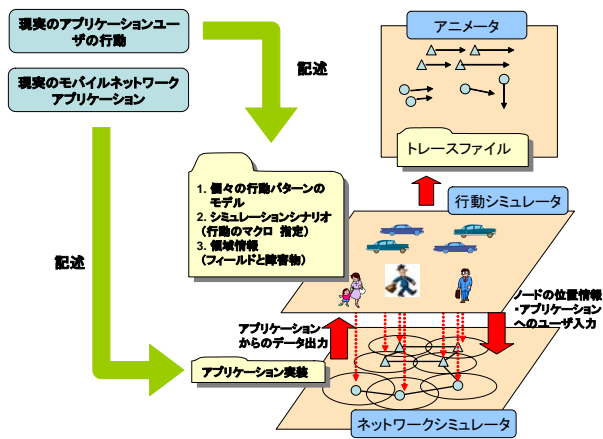 現実のアプリケーションユー
ザの行動
現実のモバイルネットワーク
アプリケーション
記述
記述
アニメータ
トレースファイル
1. 個々の行動パターンの
モデル
2. シミュレーションシナリオ
（行動のマクロ 指定）
3. 領域情報
（フィールドと障害物）
行動シミュレータ
ノードの位置情報
・アプリケーション
へのユーザ入力
アプリケーション
からのデータ出力
アプリケーション実装
ネットワークシミュレータ